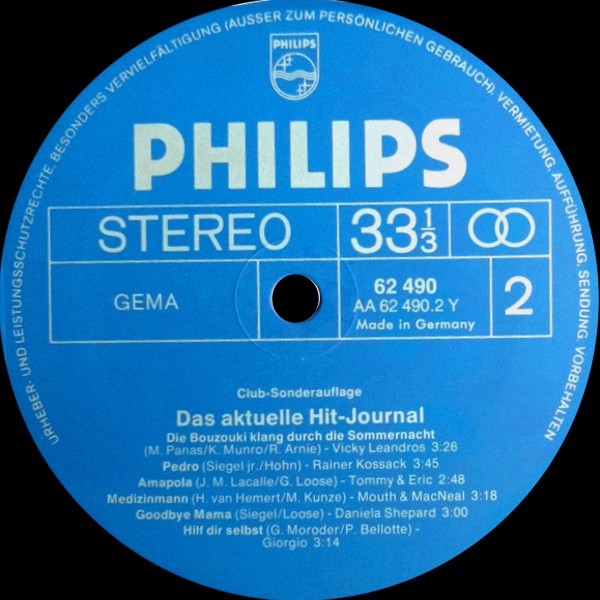 URHEBER- UND LEISTUNGSSCHUTZRECHTE, BESONDERS VERVIELFÄLTIGUNG (AUSSER ZUM PERSÖNLICHEN GEBRAUCH), VERMIETUNG, AUFFÜHRUNG, SENDUNG, VORBEHALTEN
PHILIPS
PHILIPS
STEREO 33 1/3
GEMA 62 490 2
AA 62 490.2 Y
Made in Germany
Club-Sonderauflage
Das aktuelle Hit-Journal
Die Bouzouki klang durch die Sommernacht
(M. Panas/K. Munro/R. Arnie) - Vicky Leandros 3:26
Pedro (Siegel jr./Hohn) - Rainer Kossack 3:45
Amapola (J. M. Lacalle/G. Loose) - Tommy & Eric 2:48
Medizinmann (H. van Hemert/M. Kunze) - Mouth & MacNeal 3:18
Goodbye Mama (Siegel/Loose) - Daniela Shepard 3:00
Hilf dir selbst (G. Moroder/P. Bellotte) -
Giorgio 3:14